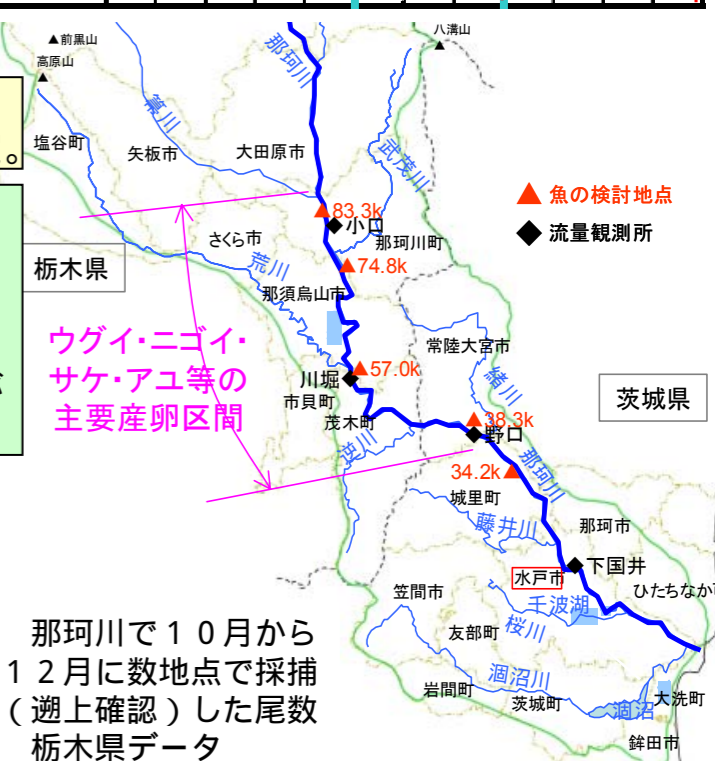 八溝山
▲前黒山
高原山
那珂川
箒川
武茂川
塩谷町
矢板市
大田原市
。
▲ 魚の検討地点
◆ 流量観測所
83.3k
小口
那珂川町
さくら市
荒川
栃木県
74.8k
那須烏山市
ウグイ・ニゴイ・
サケ・アユ等の
主要産卵区間
常陸大宮市
57.0k
川堀
緒川
市貝町
茂木町
茨城県
38.3k
野口
逆川
34.2k
那珂川
城里町
藤井川
那珂市
下国井
水戸市
ひたちなか
笠間市
千波湖
桜川
友部町
那珂川で10月から
12月に数地点で採捕
(遡上確認)した尾数
栃木県データ
涸沼川
岩間町
茨城町
涸沼
大洗町
鉾田市